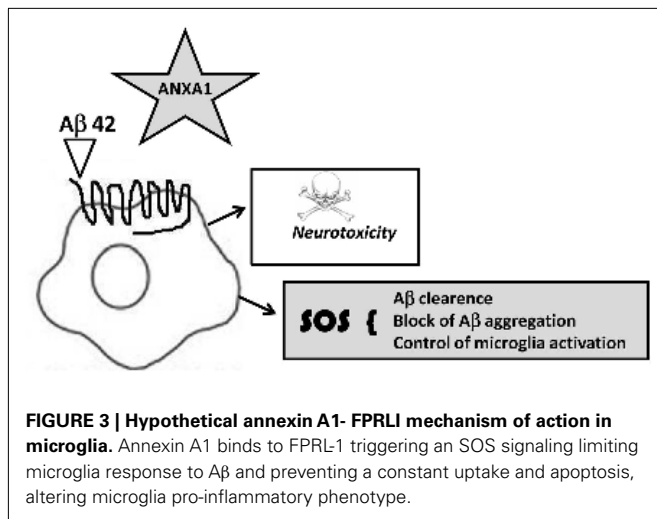 ANXA1
Aβ 42
Neurotoxicity
SOS {
Aβ clearence
Block of Aβ aggregation
Control of microglia activation
FIGURE 3 | Hypothetical annexin A1- FPRLI mechanism of action in
microglia. Annexin A1 binds to FPRL-1 triggering an SOS signaling limiting
microglia response to Aβ and preventing a constant uptake and apoptosis,
altering microglia pro-inflammatory phenotype.